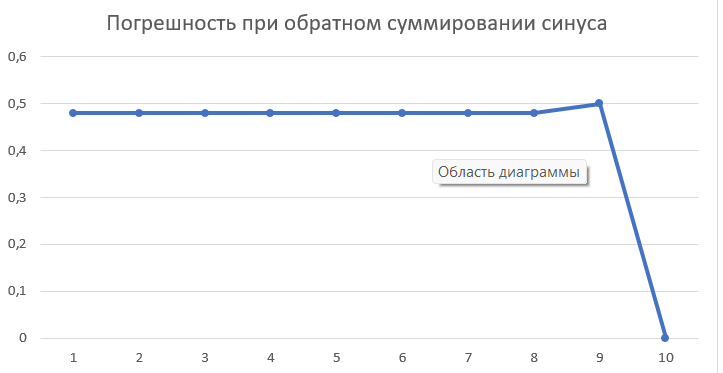 Погрешность при обратном суммировании синуса
0,6
0,5
0,4
Область диаграммы
0,3
0,2
0,1
0
1 2 3 4 5 6 7 8 9 10